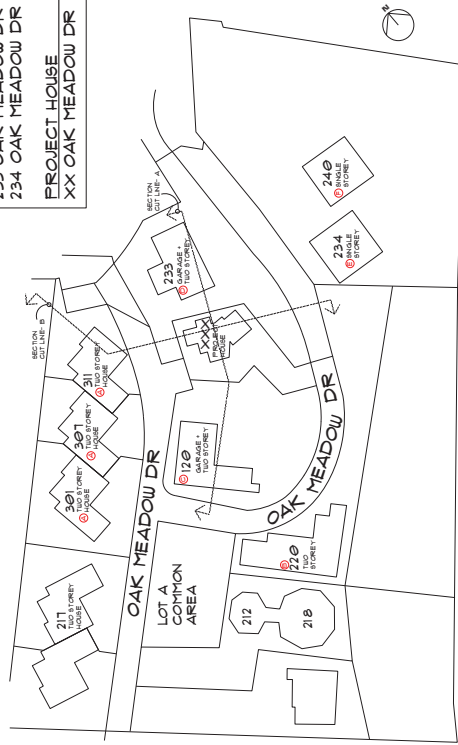 233 OAK MEADOW DR
234 OAK MEADOW DR
PROJECT HOUSE
XX OAK MEADOW DR
N
SECTION
CUT LINE- B
SECTION
CUT LINE- A
217
TWO STOREY
HOUSE
301
A TWO STOREY
HOUSE
307
A TWO STOREY
HOUSE
311
A TWO STOREY
HOUSE
233
GARAGE +
D TWO STOREY
XXX
PROJECT
HOUSE
240
F SINGLE
STOREY
234
E SINGLE
STOREY
OAK MEADOW DR
120
C GARAGE +
TWO STOREY
LOT A
COMMON
AREA
OAK MEADOW DR
212
218
B
220
TWO
STOREY